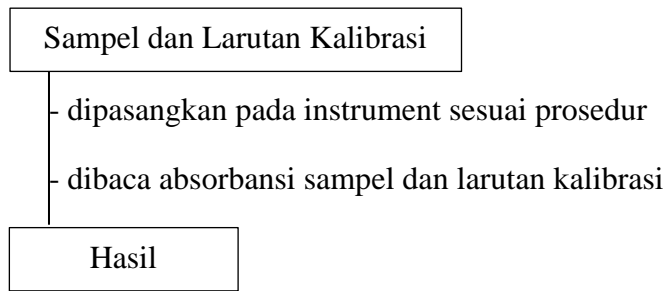 Sampel dan Larutan Kalibrasi
- dipasangkan pada instrument sesuai prosedur
- dibaca absorbansi sampel dan larutan kalibrasi
Hasil